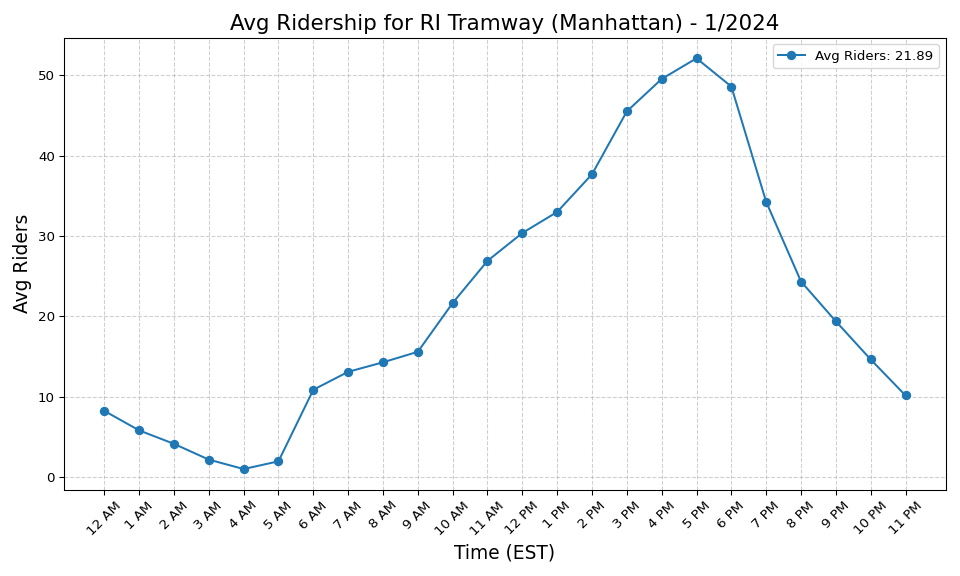 Avg Ridership for RI Tramway (Manhattan) - 1/2024
Avg Riders: 21.89
50
40
30
20
10
0
Avg Riders
12 AM
1 AM
2 AM
3 AM
4 AM
5 AM
6 AM
7 AM
8 AM
9 AM
10 AM
11 AM
12 PM
1 PM
2 PM
3 PM
4 PM
5 PM
6 PM
7 PM
8 PM
9 PM
10 PM
11 PM
Time (EST)